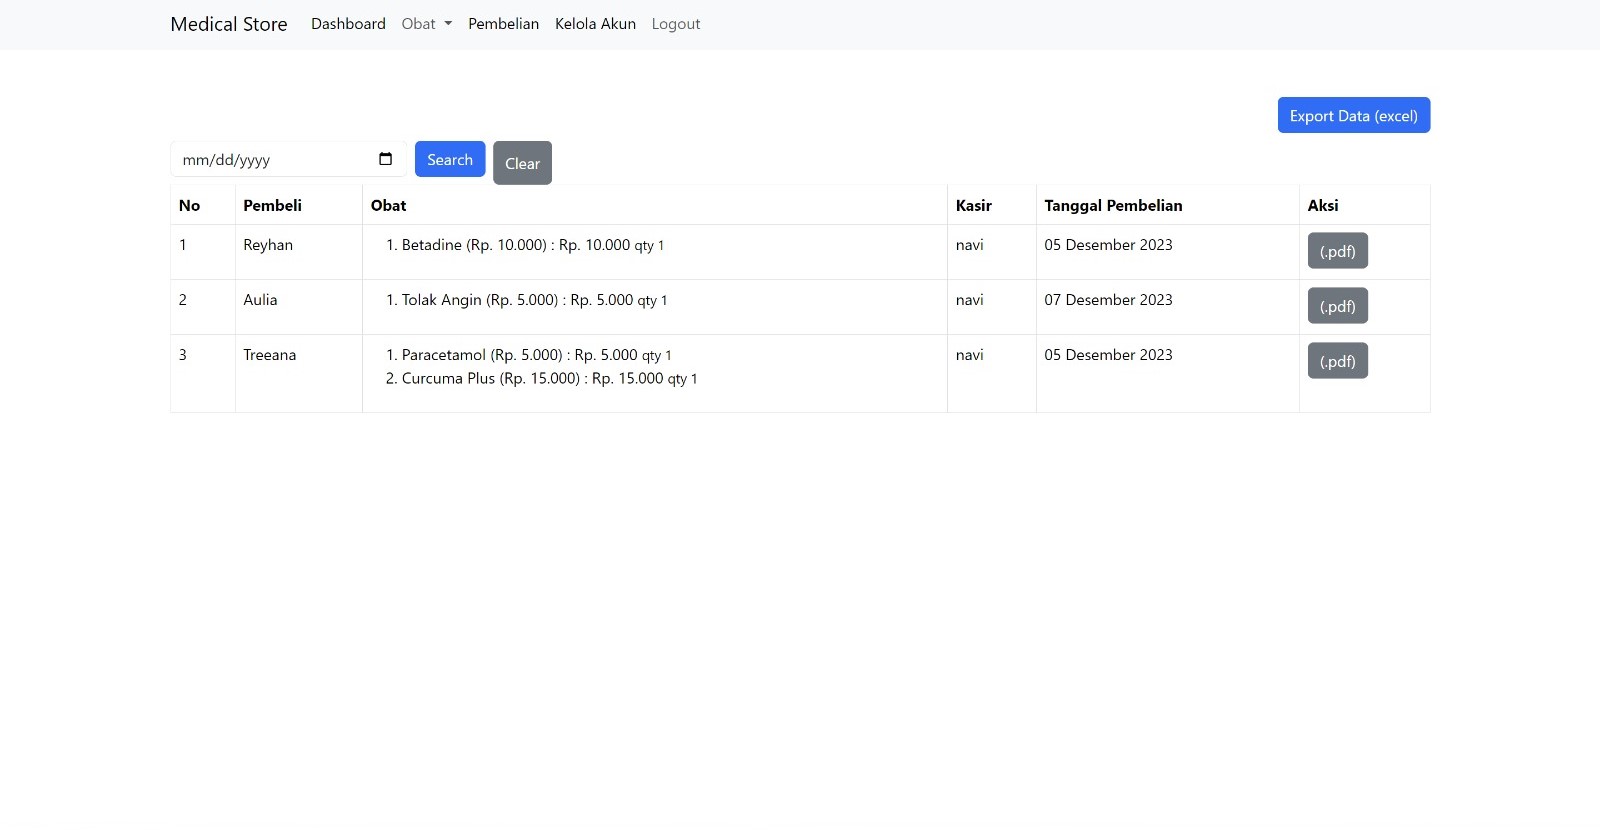 Medical Store Dashboard Obat Pembelian Kelola Akun Logout
Export Data (excel)
mm/dd/yyyy Search Clear
No Pembeli Obat Kasir Tanggal Pembelian Aksi
1 Reyhan 1. Betadine (Rp. 10.000) : Rp. 10.000 qty 1 navi 05 Desember 2023 (.pdf)
2 Aulia 1. Tolak Angin (Rp. 5.000) : Rp. 5.000 qty 1 navi 07 Desember 2023 (.pdf)
3 Treeana 1. Paracetamol (Rp. 5.000) : Rp. 5.000 qty 1 navi 05 Desember 2023 (.pdf)
2. Curcuma Plus (Rp. 15.000) : Rp. 15.000 qty 1